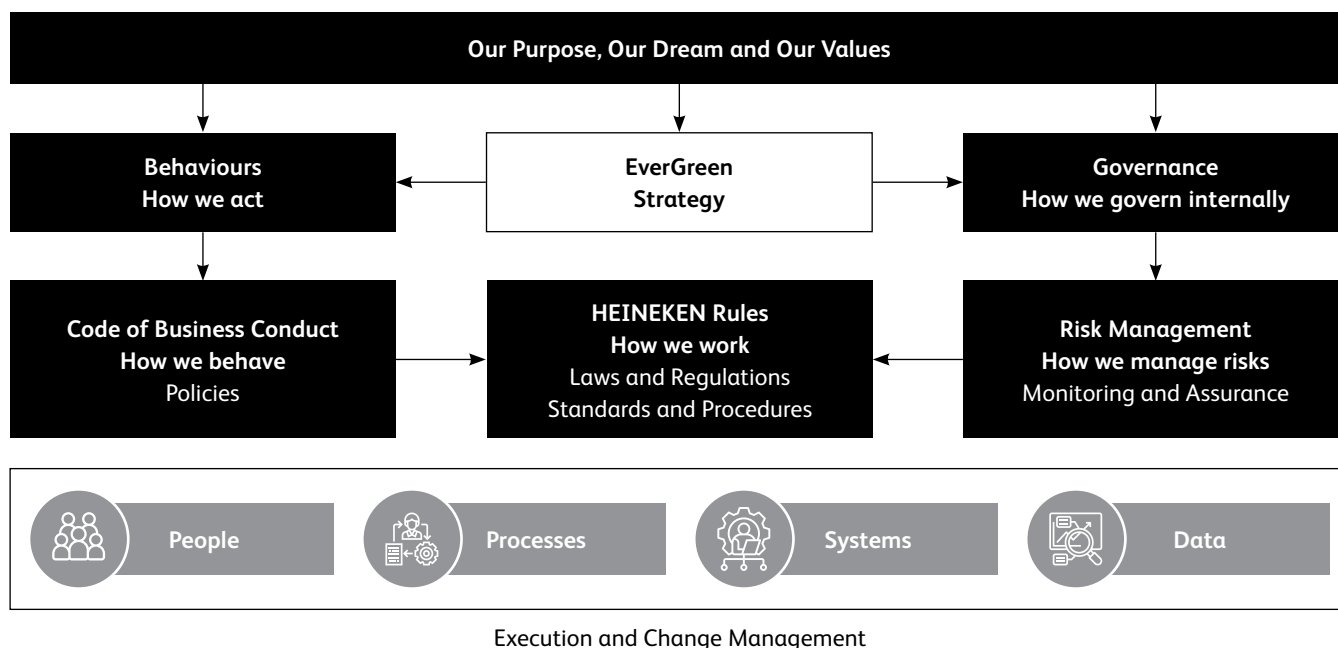 Our Purpose, Our Dream and Our Values
Behaviours
How we act
EverGreen
Strategy
Governance
How we govern internally
Code of Business Conduct
How we behave
Policies
HEINEKEN Rules
How we work
Laws and Regulations
Standards and Procedures
Risk Management
How we manage risks
Monitoring and Assurance
People
Processes
Systems
Data
Execution and Change Management